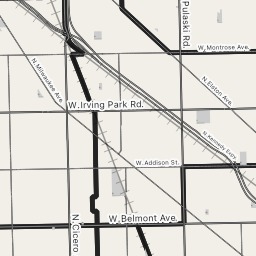 Pulaski Rd.
W. Montrose Ave.
N. Milwaukee Ave.
N. Elston Ave.
W. Irving Park Rd.
N. Kennedy Expy.
W. Addison St.
N. Cicero
W. Belmont Ave.